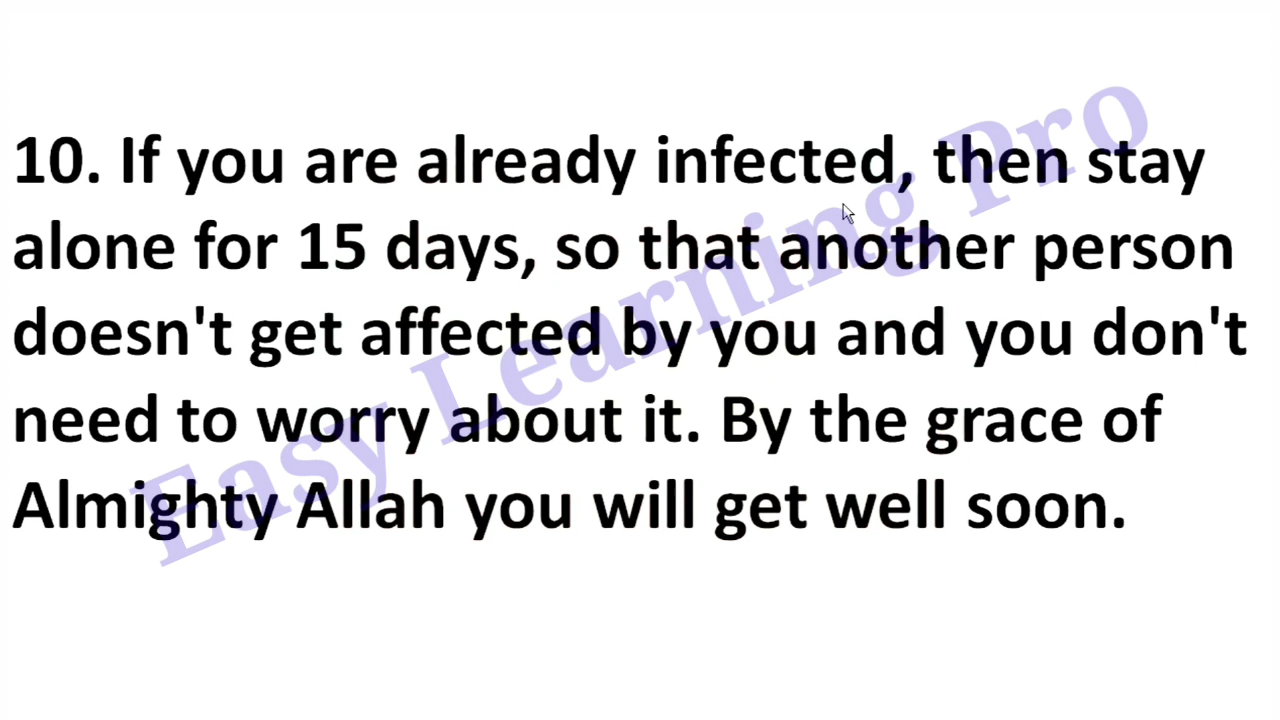 10. If you are already infected, then stay
alone for 15 days, so that another person
doesn't get affected by you and you don't
need to worry about it. By the grace of
Almighty Allah you will get well soon.
Easy Learning Pro